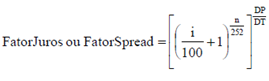 FatorJuros ou FatorSpread = [((i/100 + 1)^(n/252))]^(DP/DT)